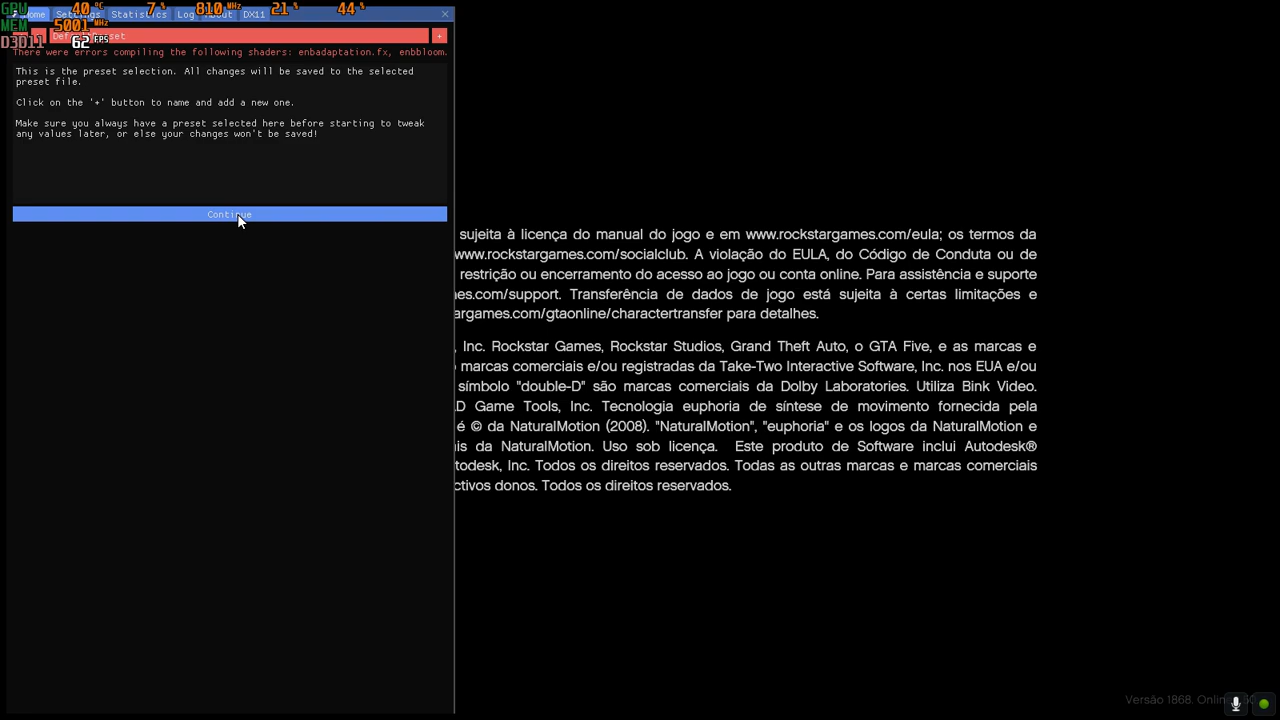 GPU 40 °C 7 % 810 MHz 21 % 44 %
Home Settings Statistics Log About DX11
MEM 5001 MHz
+
D3D11 62 FPS
There were errors compiling the following shaders: enbadaptation.fx, enbbloom.
This is the preset selection. All changes will be saved to the selected
preset file.
Click on the '+' button to name and add a new one.
Make sure you always have a preset selected here before starting to tweak
any values later, or else your changes won't be saved!
Continue
sujeita à licença do manual do jogo e em www.rockstargames.com/eula; os termos da
www.rockstargames.com/socialclub. A violação do EULA, do Código de Conduta ou de
restrição ou encerramento do acesso ao jogo ou conta online. Para assistência e suporte
es.com/support. Transferência de dados de jogo está sujeita à certas limitações e
argames.com/gtaonline/charactertransfer para detalhes.
, Inc. Rockstar Games, Rockstar Studios, Grand Theft Auto, o GTA Five, e as marcas e
marcas comerciais e/ou registradas da Take-Two Interactive Software, Inc. nos EUA e/ou
símbolo "double-D" são marcas comerciais da Dolby Laboratories. Utiliza Bink Video.
D Game Tools, Inc. Tecnologia euphoria de síntese de movimento fornecida pela
é © da NaturalMotion (2008). "NaturalMotion", "euphoria" e os logos da NaturalMotion e
is da NaturalMotion. Uso sob licença. Este produto de Software inclui Autodesk®
todesk, Inc. Todos os direitos reservados. Todas as outras marcas e marcas comerciais
ctivos donos. Todos os direitos reservados.
Versão 1868. Onlin